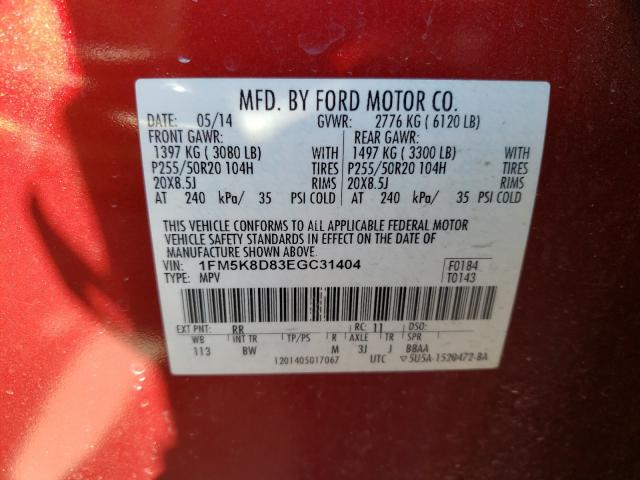 MFD. BY FORD MOTOR CO.
DATE: 05/14 GVWR: 2776 KG ( 6120 LB)
FRONT GAWR: REAR GAWR:
1397 KG ( 3080 LB) WITH 1497 KG ( 3300 LB) WITH
P255/50R20 104H TIRES P255/50R20 104H TIRES
20X8.5J RIMS 20X8.5J RIMS
AT 240 kPa/ 35 PSI COLD AT 240 kPa/ 35 PSI COLD
THIS VEHICLE CONFORMS TO ALL APPLICABLE FEDERAL MOTOR
VEHICLE SAFETY STANDARDS IN EFFECT ON THE DATE OF
MANUFACTURE SHOWN ABOVE.
VIN: 1FM5K8D83EGC31404 F0184
TYPE: MPV T0143
EXT PNT: RR RC: 11 DSO:
WB INT TR TP/PS R AXLE TR SPR
113 BW M 3J J BBAA
1201405017067 UTC ▽5U5A-1520472-BA